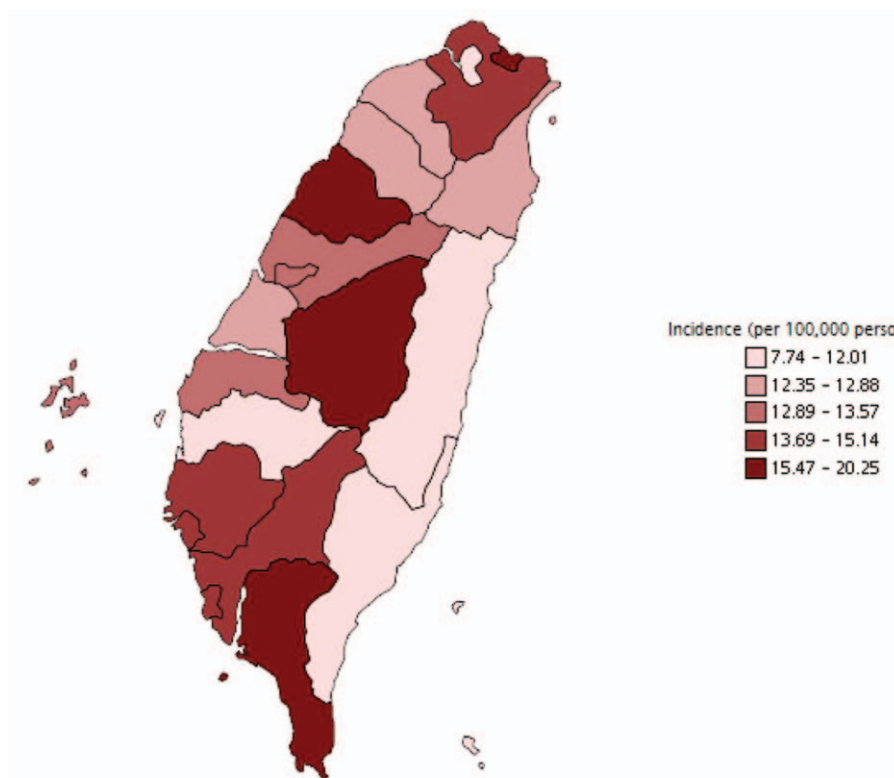 Incidence (per 100,000 perso
7.74 - 12.01
12.35 - 12.88
12.89 - 13.57
13.69 - 15.14
15.47 - 20.25